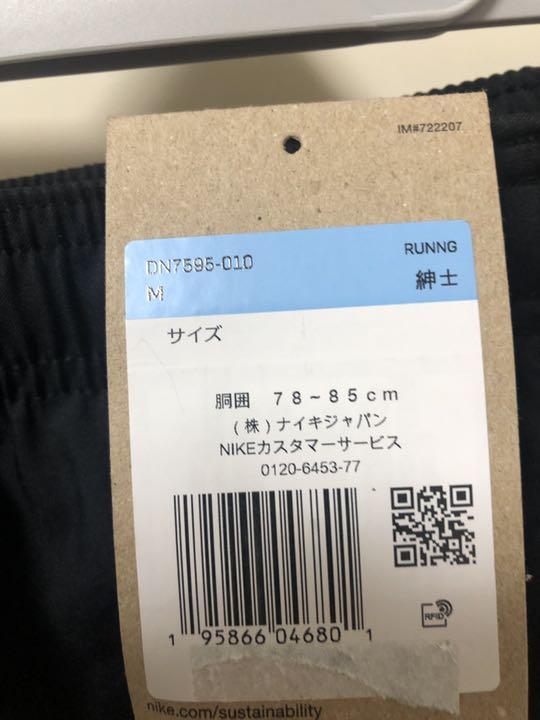 IM#722207
DN7595-010
RUNNG
M
紳士
サイズ
胴囲 78~85cm
(株)ナイキジャパン
NIKEカスタマーサービス
0120-6453-77
1 95866 04680 1
RFID
nike.com/sustainability